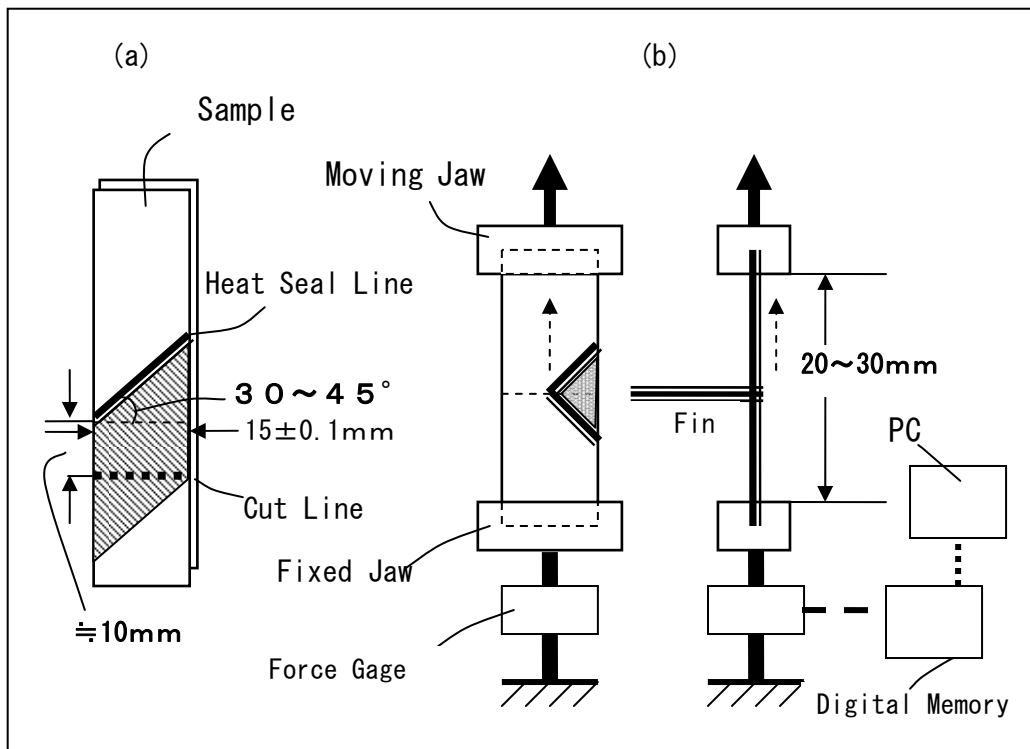 (a)
Sample
Heat Seal Line
３０～４５°
15±0.1mm
Cut Line
≒10mm
(b)
Moving Jaw
20～30mm
Fin
PC
Fixed Jaw
Force Gage
Digital Memory